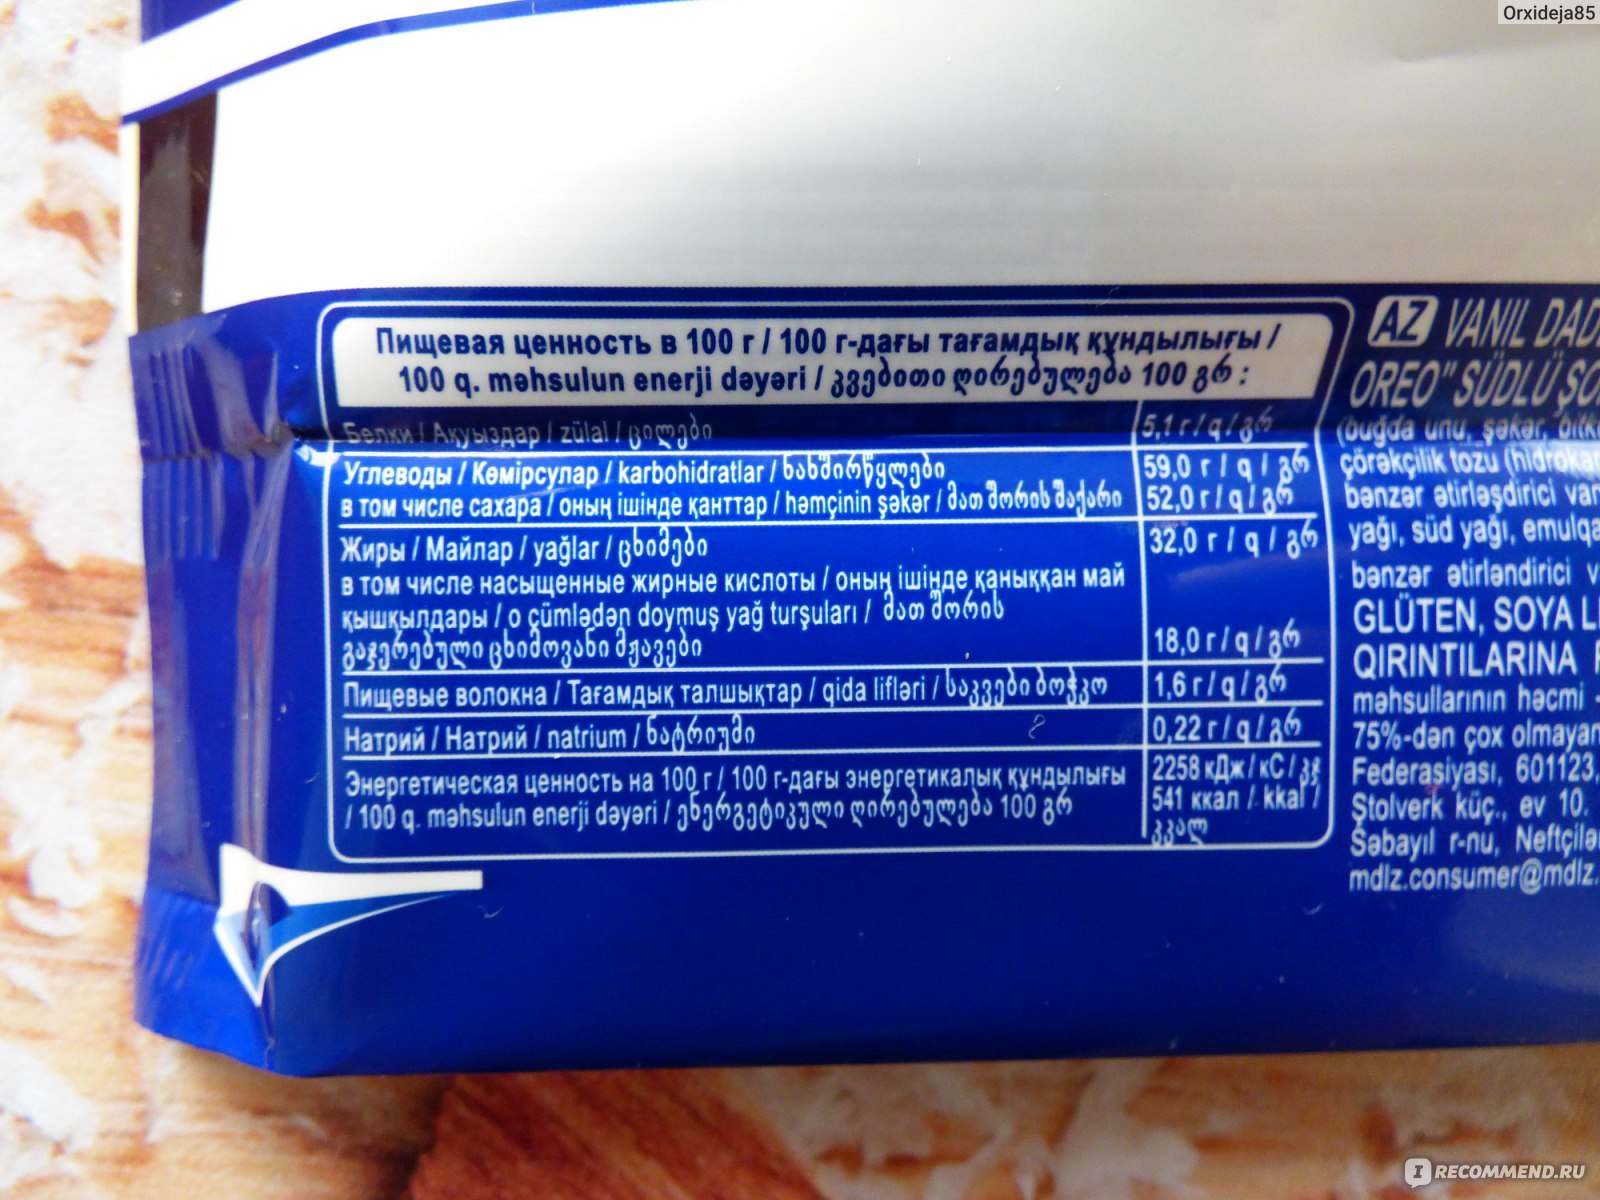 Orxideja85
Пищевая ценность в 100 г / 100 г-дағы тағамдық құндылығы /
100 q. məhsulun enerji dəyəri / კვებითი ღირებულება 100 გრ :
Белки / Ақуыздар / zülal / ცილები 5,1 г / q / გრ
Углеводы / Көмірсулар / karbohidratlar / ნახშირწყლები 59,0 г / q / გრ
в том числе сахара / оның ішінде қанттар / həmçinin şəkər / მათ შორის შაქარი 52,0 г / q / გრ
Жиры / Майлар / yağlar / ცხიმები 32,0 г / q / გრ
в том числе насыщенные жирные кислоты / оның ішінде қаныққан май
қышқылдары / o cümlədən doymuş yağ turşuları / მათ შორის
გაჯერებული ცხიმოვანი მჟავები 18,0 г / q / გრ
Пищевые волокна / Тағамдық талшықтар / qida lifləri / საკვები ბოჭკო 1,6 г / q / გრ
Натрий / Натрий / natrium / ნატრიუმი 0,22 г / q / გრ
Энергетическая ценность на 100 г / 100 г-дағы энергетикалық құндылығы 2258 кДж / кС / კჯ
/ 100 q. məhsulun enerji dəyəri / ენერგეტიკული ღირებულება 100 გრ 541 ккал / kkal /
კკალ
AZ VANIL DAD
OREO" SÜDLÜ ŞO
(buğda unu, şəkər, bitki
çörəkçilik tozu (hidrokar
bənzər ətirləşdirici van
yağı, süd yağı, emulqa
bənzər ətirləndirici v
GLÜTEN, SOYA L
QIRINTILARINA
məhsullarının həcmi -
75%-dən çox olmayan
Federasiyası, 601123,
Ştolverk küç., ev 10.
Səbayıl r-nu, Neftçilə
mdlz.consumer@mdlz.
I RECOMMEND.RU